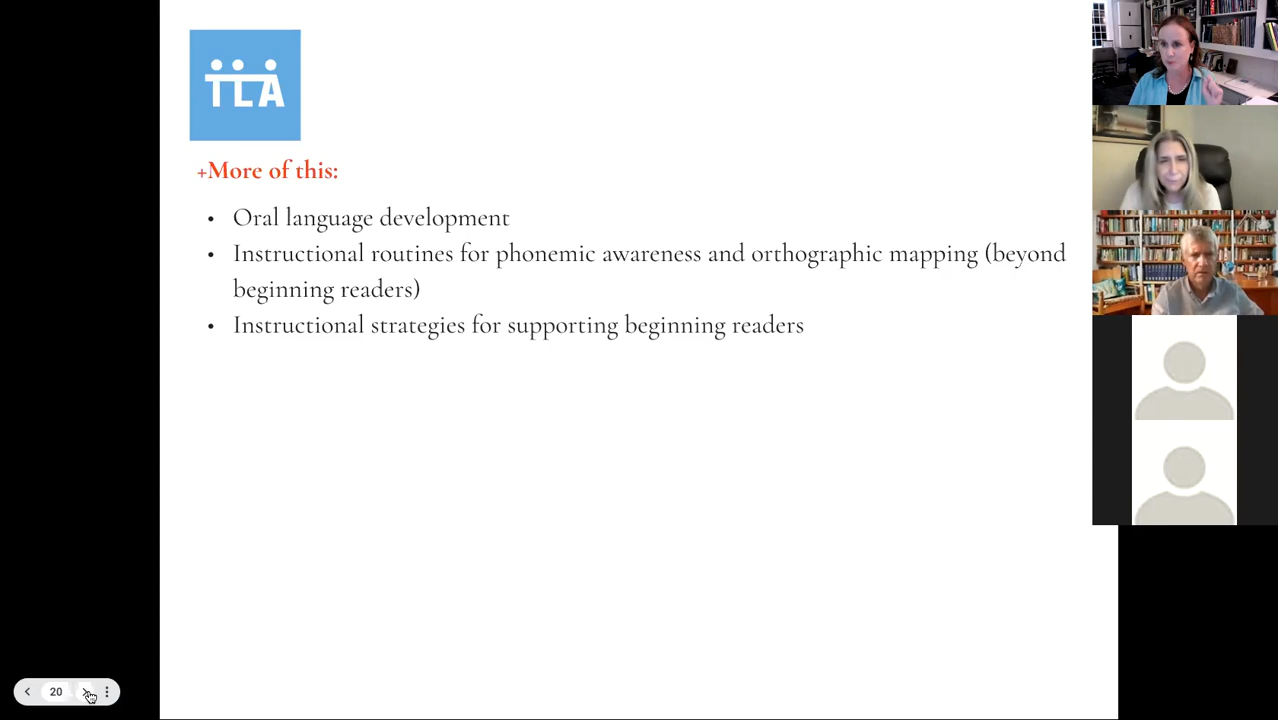 TLA
+More of this:
• Oral language development
• Instructional routines for phonemic awareness and orthographic mapping (beyond
beginning readers)
• Instructional strategies for supporting beginning readers
20